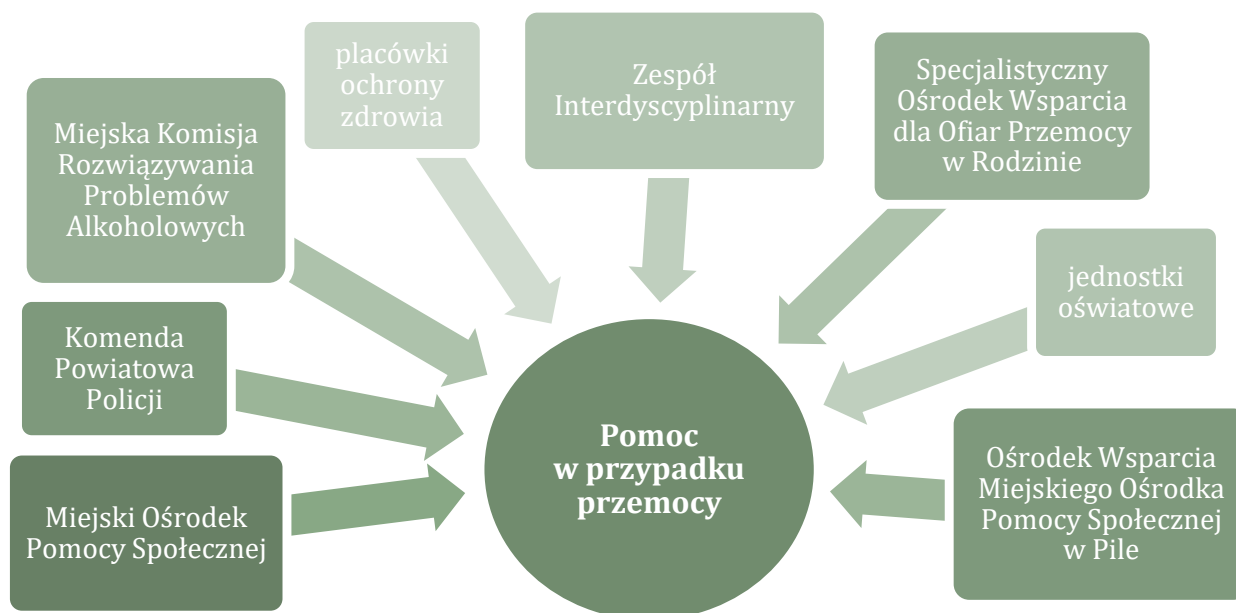 placówki
ochrony
zdrowia
Zespół
Interdyscyplinarny
Specjalistyczny
Ośrodek Wsparcia
dla Ofiar Przemocy
w Rodzinie
Miejska Komisja
Rozwiązywania
Problemów
Alkoholowych
jednostki
oświatowe
Komenda
Powiatowa
Policji
Pomoc
w przypadku
przemocy
Miejski Ośrodek
Pomocy Społecznej
Ośrodek Wsparcia
Miejskiego Ośrodka
Pomocy Społecznej
w Pile